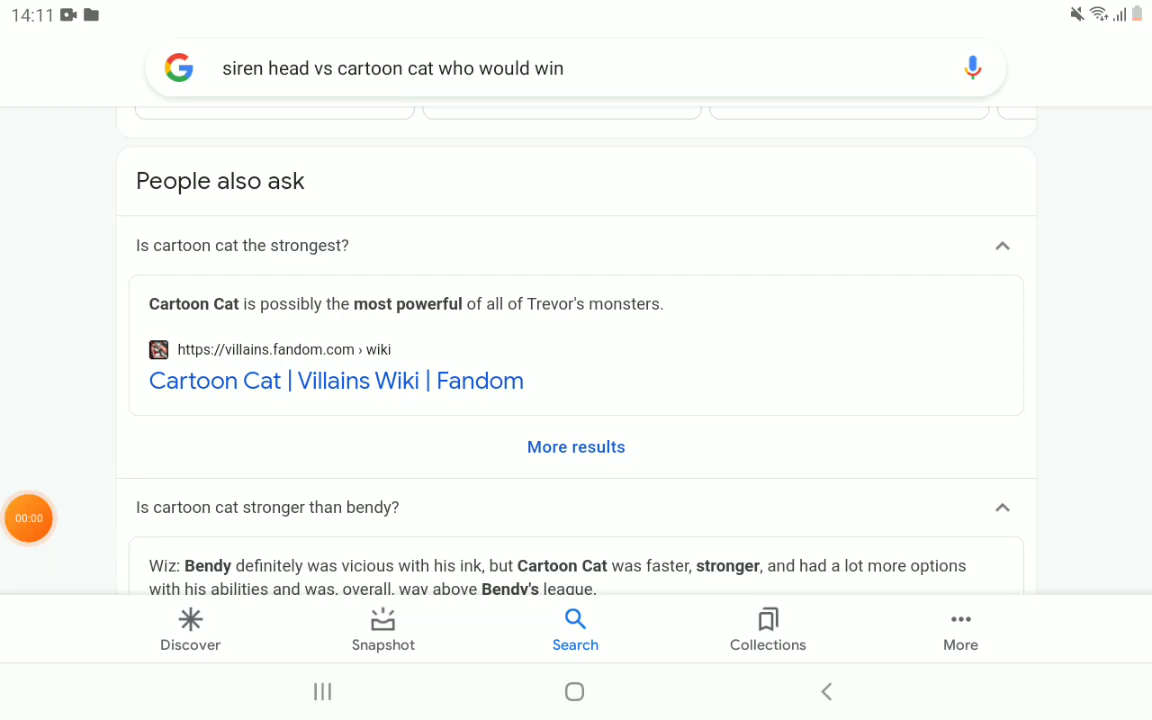 14:11
siren head vs cartoon cat who would win
People also ask
Is cartoon cat the strongest?
Cartoon Cat is possibly the most powerful of all of Trevor's monsters.
https://villains.fandom.com › wiki
Cartoon Cat | Villains Wiki | Fandom
More results
Is cartoon cat stronger than bendy?
00:00
Wiz: Bendy definitely was vicious with his ink, but Cartoon Cat was faster, stronger, and had a lot more options
with his abilities and was, overall, way above Bendy's league.
Discover Snapshot Search Collections More